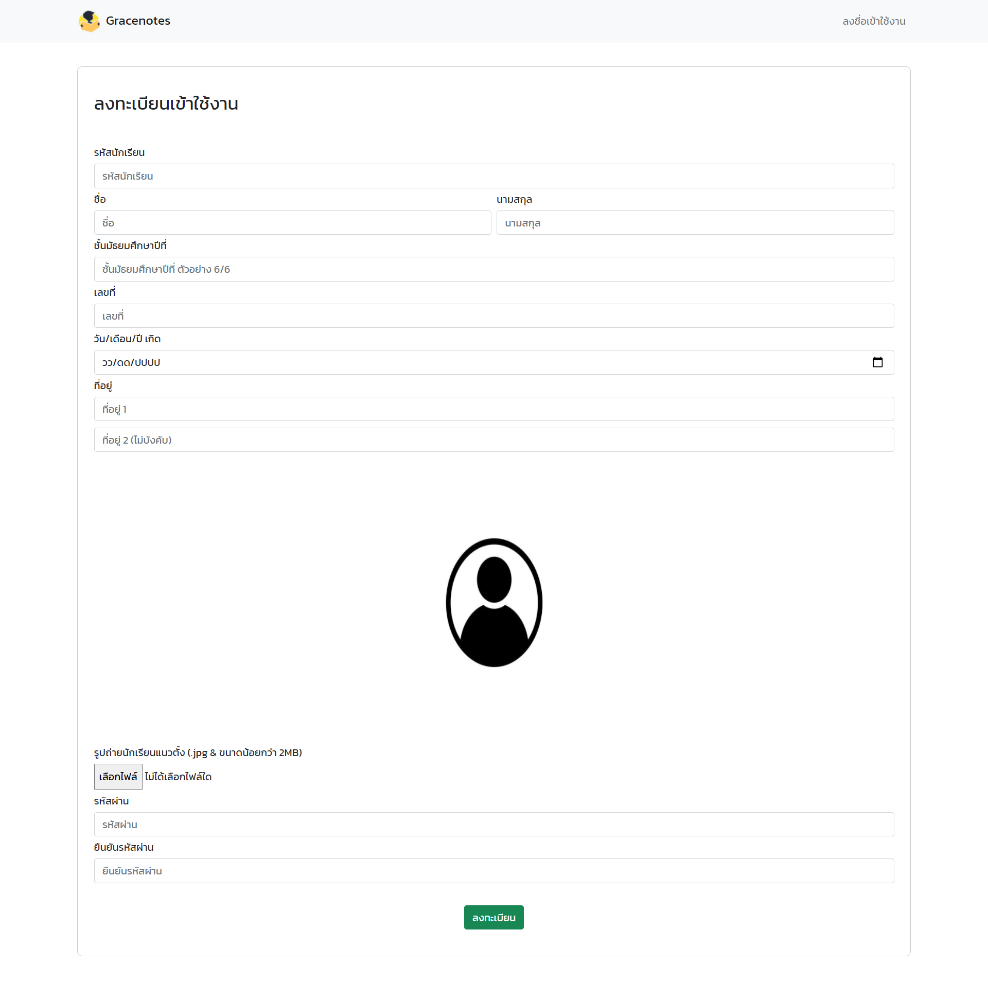 Gracenotes
ลงชื่อเข้าใช้งาน
ลงทะเบียนเข้าใช้งาน
รหัสนักเรียน
รหัสนักเรียน
ชื่อ นามสกุล
ชื่อ นามสกุล
ชั้นมัธยมศึกษาปีที่
ชั้นมัธยมศึกษาปีที่ ตัวอย่าง 6/6
เลขที่
เลขที่
วัน/เดือน/ปี เกิด
วว/ดด/ปปปป
ที่อยู่
ที่อยู่ 1
ที่อยู่ 2 (ไม่บังคับ)
รูปถ่ายนักเรียนแนวตั้ง (.jpg & ขนาดน้อยกว่า 2MB)
เลือกไฟล์ ไม่ได้เลือกไฟล์ใด
รหัสผ่าน
รหัสผ่าน
ยืนยันรหัสผ่าน
ยืนยันรหัสผ่าน
ลงทะเบียน